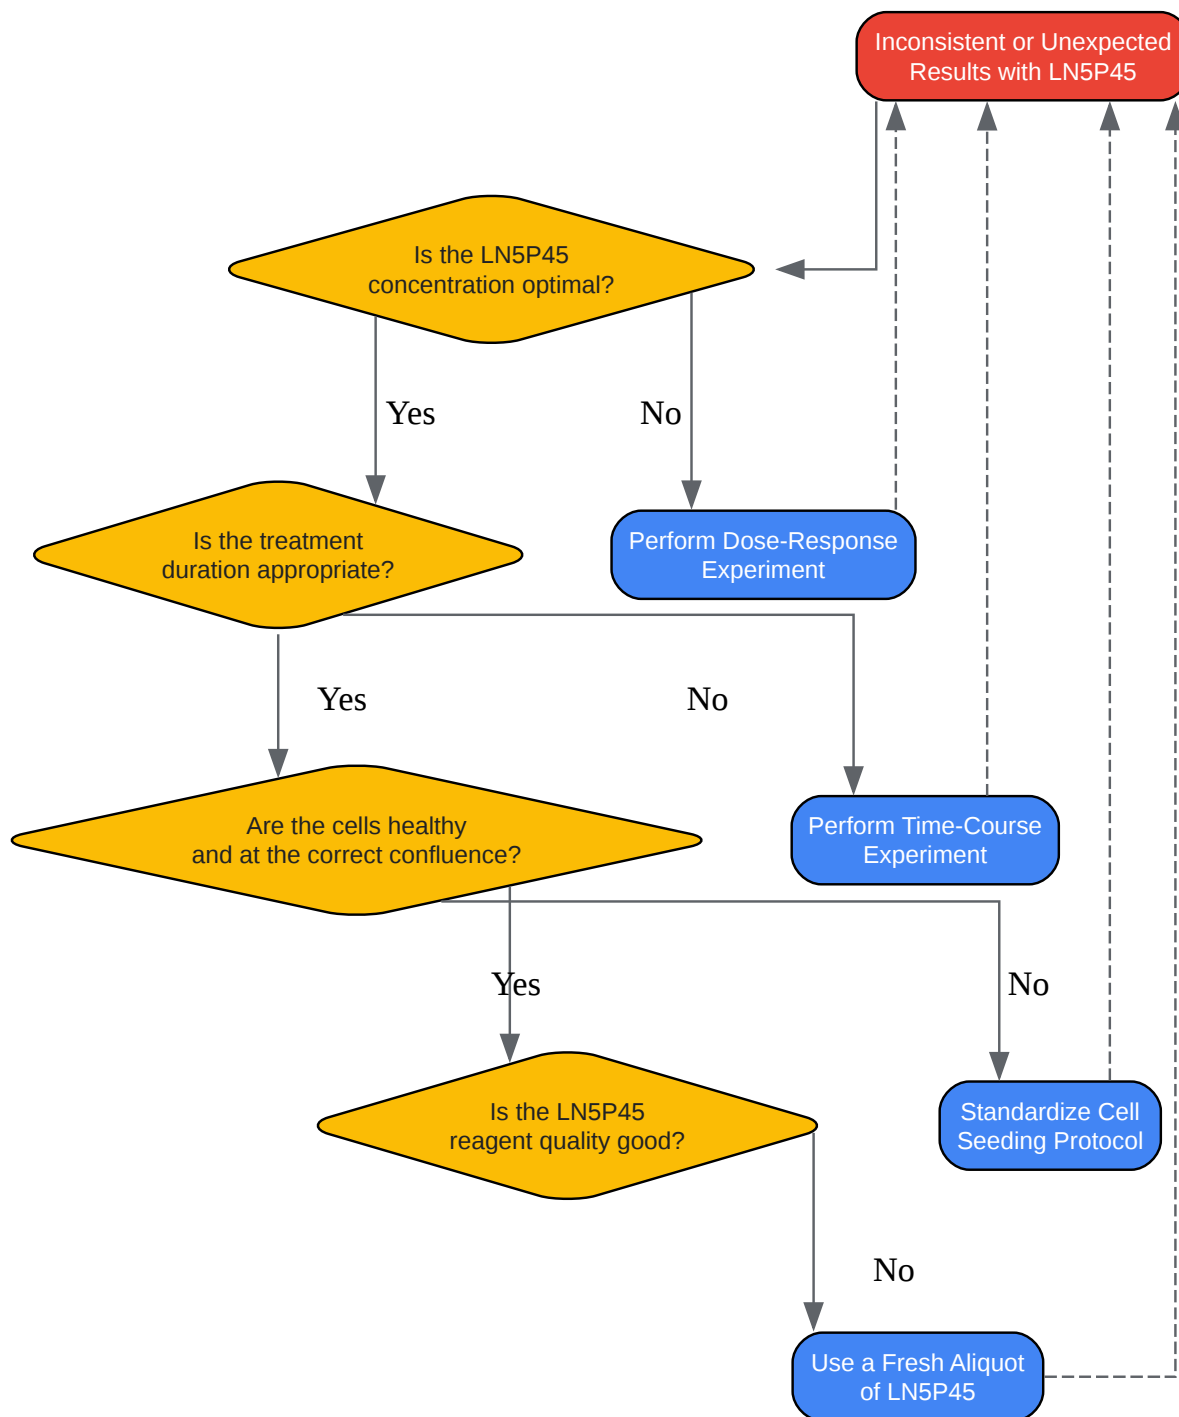 Inconsistent or Unexpected
Results with LN5P45
Is the LN5P45
concentration optimal?
Yes
No
Is the treatment
duration appropriate?
Perform Dose-Response
Experiment
Yes
No
Are the cells healthy
and at the correct confluence?
Perform Time-Course
Experiment
Yes
No
Is the LN5P45
reagent quality good?
Standardize Cell
Seeding Protocol
No
Use a Fresh Aliquot
of LN5P45